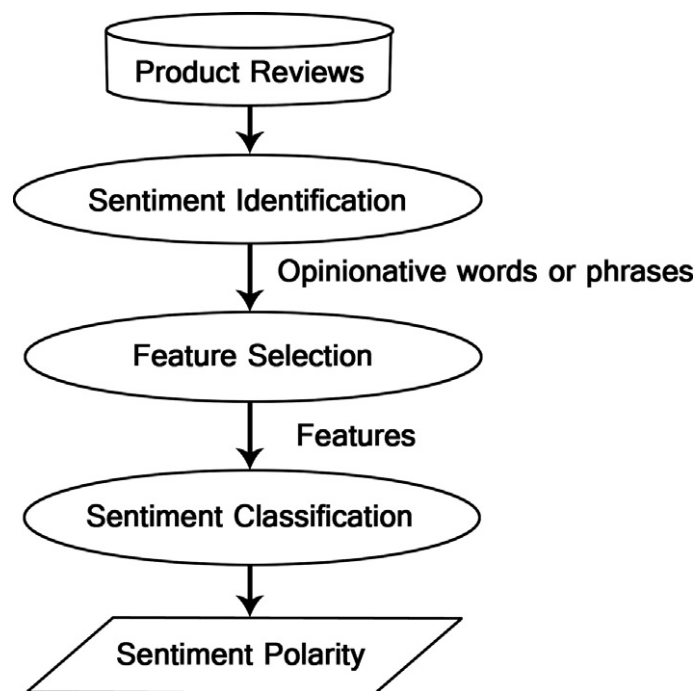 Product Reviews
Sentiment Identification
Opinionative words or phrases
Feature Selection
Features
Sentiment Classification
Sentiment Polarity